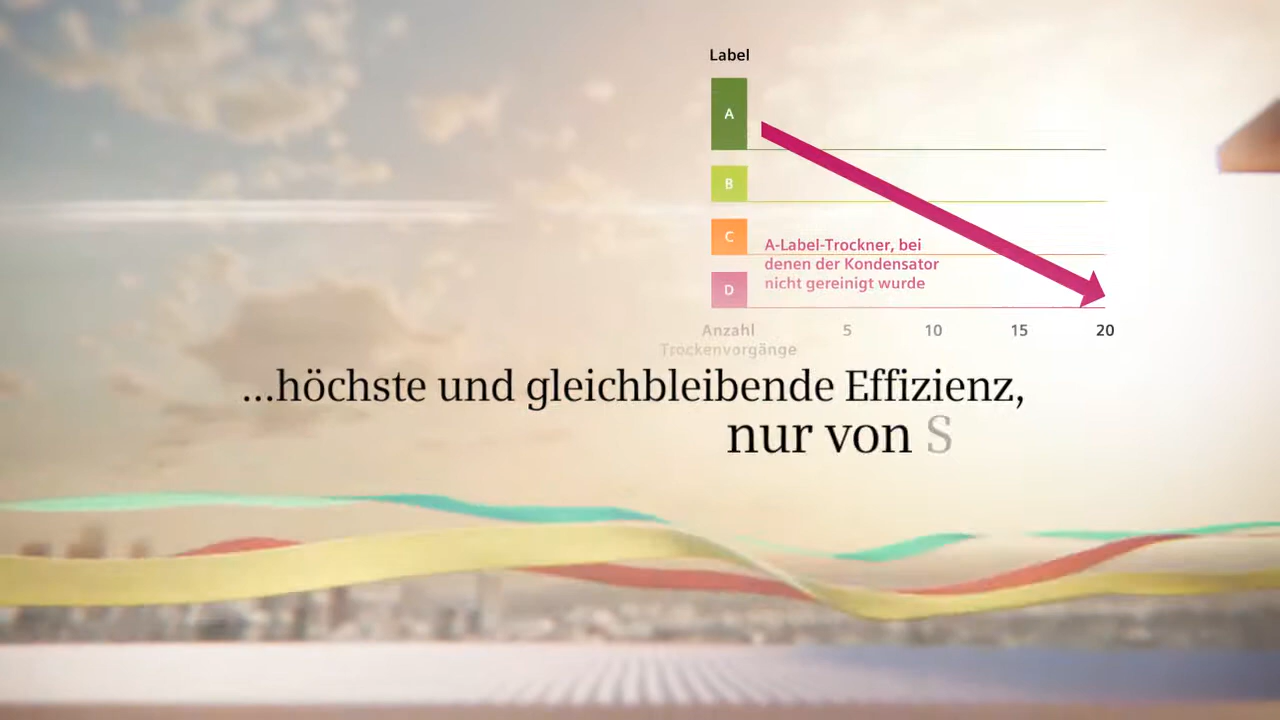 Label
A
B
C
D
A-Label-Trockner, bei
denen der Kondensator
nicht gereinigt wurde
Anzahl
Trockenvorgänge
5 10 15 20
...höchste und gleichbleibende Effizienz,
nur von S